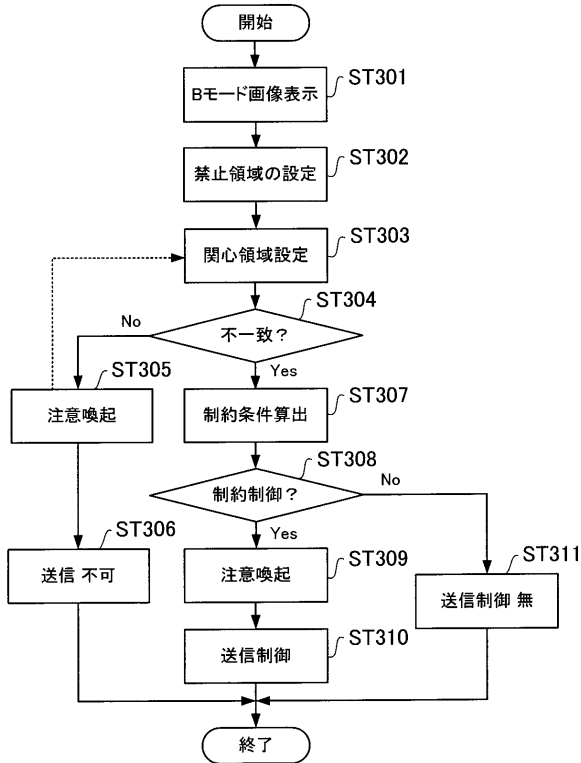 開始
Bモード画像表示
ST301
禁止領域の設定
ST302
関心領域設定
ST303
不一致?
ST304
No
Yes
注意喚起
ST305
制約条件算出
ST307
制約制御?
ST308
No
Yes
送信 不可
ST306
注意喚起
ST309
送信制御 無
ST311
送信制御
ST310
終了